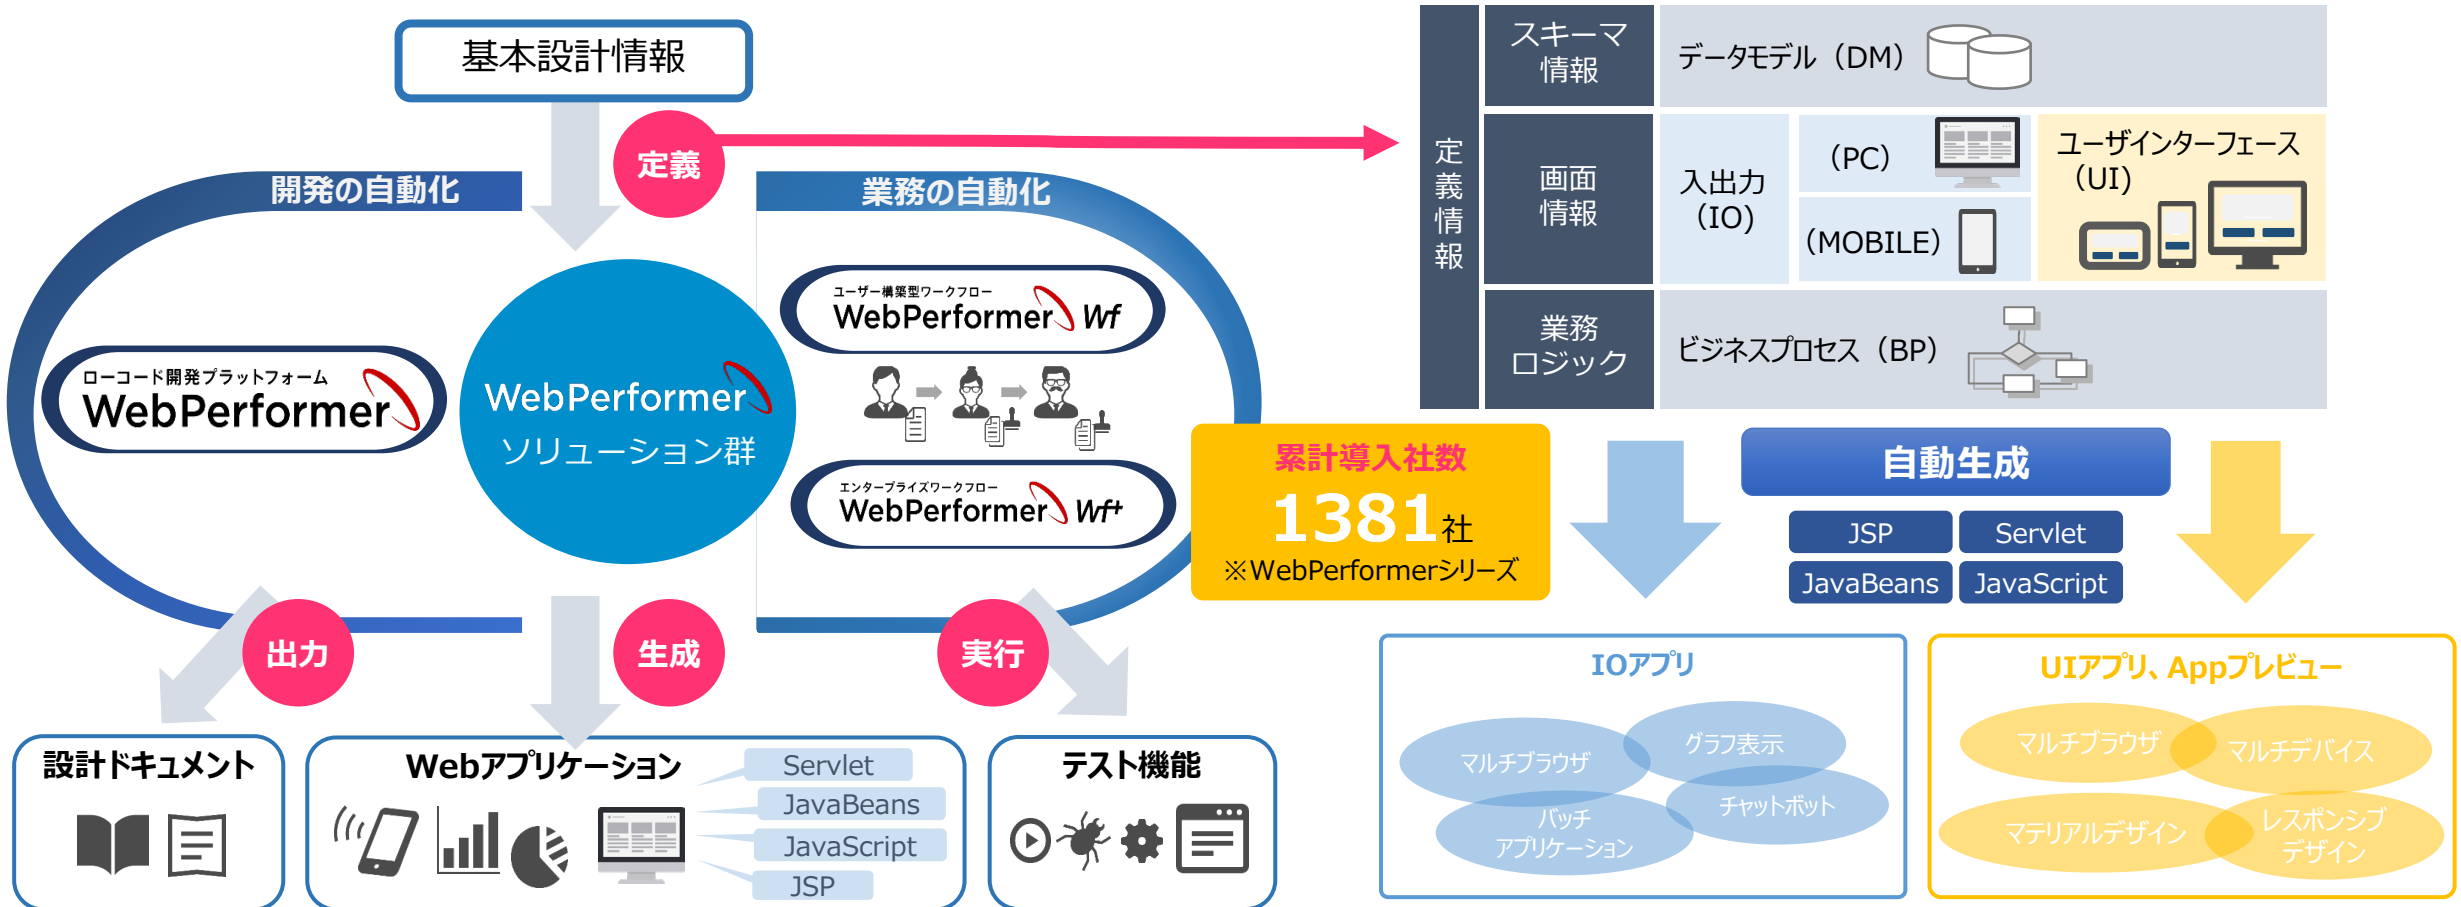 基本設計情報
定義
開発の自動化
業務の自動化
ローコード開発プラットフォーム
WebPerformer
WebPerformer
ソリューション群
ユーザー構築型ワークフロー
WebPerformer Wf
エンタープライズワークフロー
WebPerformer Wf+
累計導入社数
1381社
※WebPerformerシリーズ
出力
生成
実行
設計ドキュメント
Webアプリケーション
Servlet
JavaBeans
JavaScript
JSP
テスト機能
定義情報
スキーマ
情報
データモデル（DM）
画面
情報
入出力
（IO）
（PC）
（MOBILE）
ユーザインターフェース
（UI）
業務
ロジック
ビジネスプロセス（BP）
自動生成
JSP
Servlet
JavaBeans
JavaScript
IOアプリ
マルチブラウザ
グラフ表示
チャットボット
バッチ
アプリケーション
UIアプリ、Appプレビュー
マルチブラウザ
マルチデバイス
マテリアルデザイン
レスポンシブ
デザイン